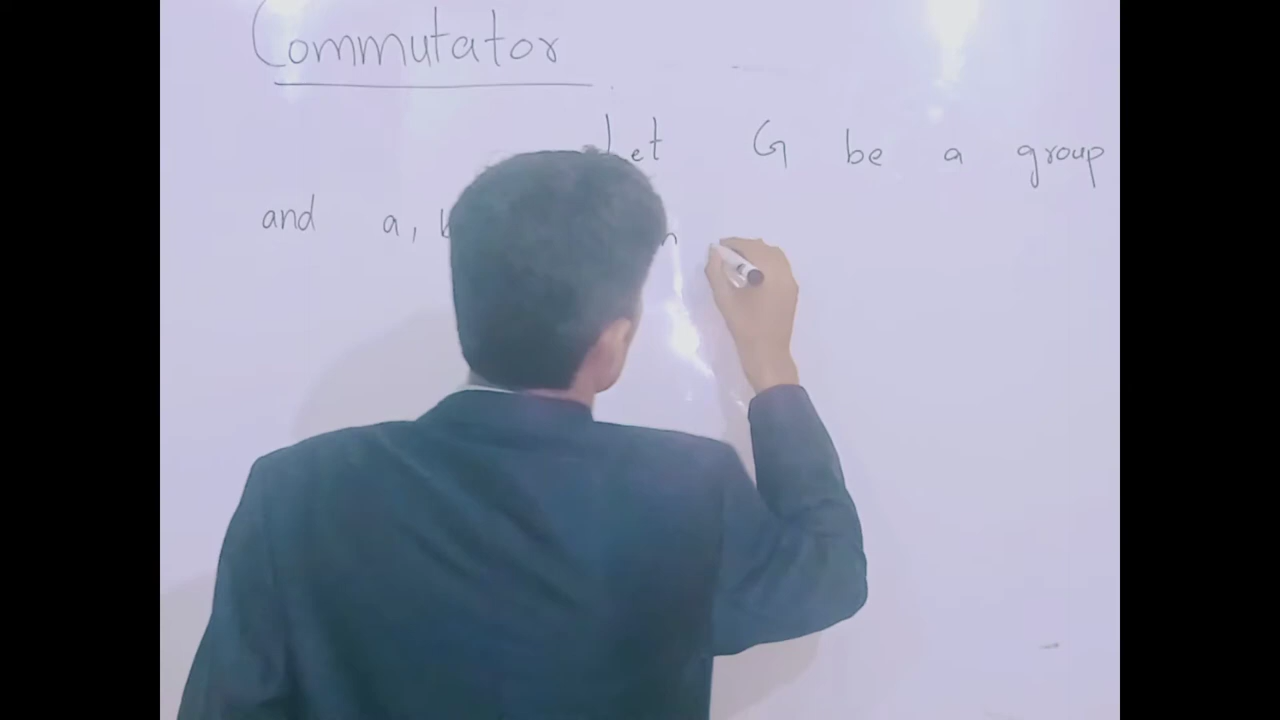 Commutator
Let G be a group
and a,